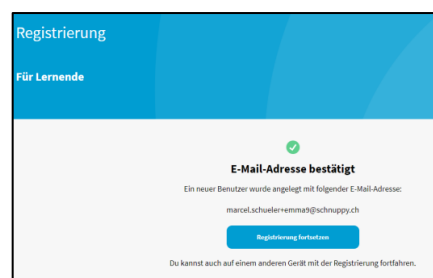 Registrierung
Für Lernende
E-Mail-Adresse bestätigt
Ein neuer Benutzer wurde angelegt mit folgender E-Mail-Adresse:
marcel.schueler+emma9@schnuppy.ch
Registrierung fortsetzen
Du kannst auch auf einem anderen Gerät mit der Registrierung fortfahren.